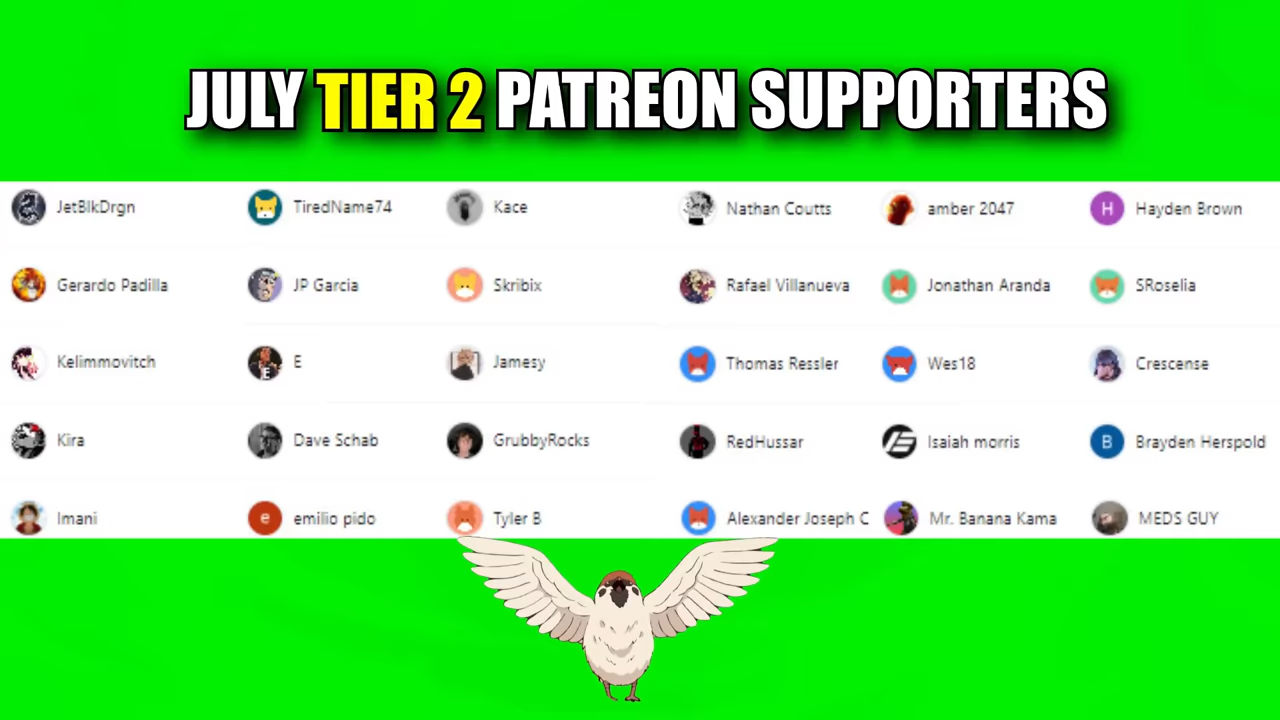 JULY TIER 2 PATREON SUPPORTERS
JetBlkDrgn TiredName74 Kace Nathan Coutts amber 2047 H Hayden Brown
Gerardo Padilla JP Garcia Skribix Rafael Villanueva Jonathan Aranda SRoselia
Kelimmovitch E E Jamesy Thomas Ressler Wes18 Crescense
Kira Dave Schab GrubbyRocks RedHussar Isaiah morris B Brayden Herspold
Imani e emilio pido Tyler B Alexander Joseph C Mr. Banana Kama MEDS GUY